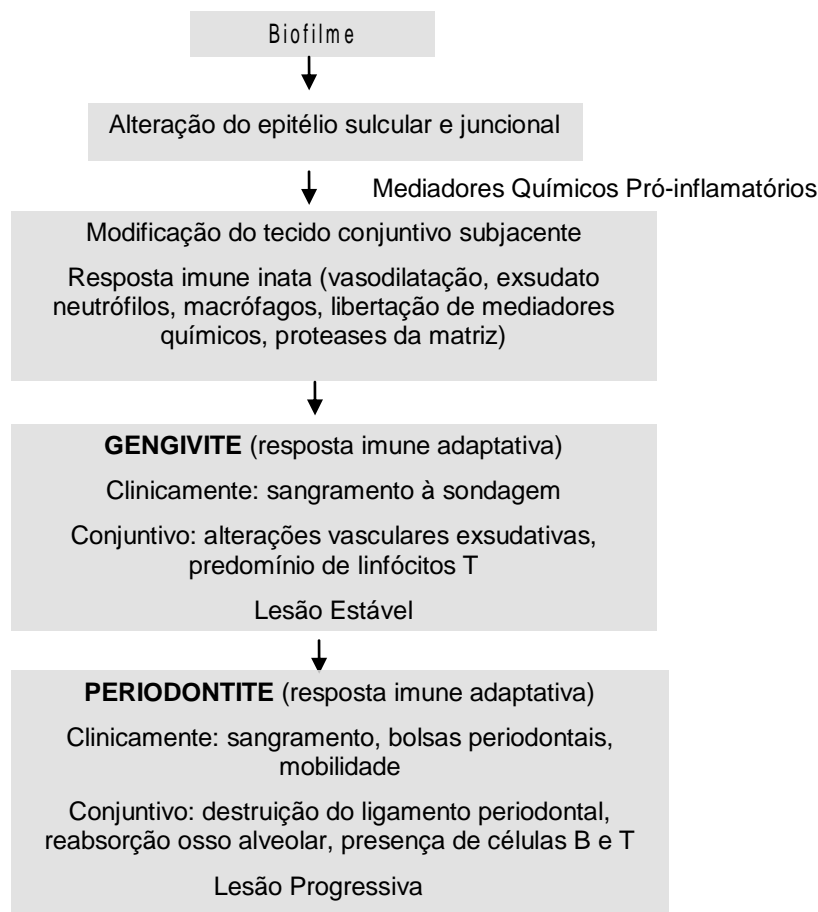 Biofilme
Alteração do epitélio sulcular e juncional
Mediadores Químicos Pró-inflamatórios
Modificação do tecido conjuntivo subjacente
Resposta imune inata (vasodilatação, exsudato
neutrófilos, macrófagos, libertação de mediadores
químicos, proteases da matriz)
GENGIVITE (resposta imune adaptativa)
Clinicamente: sangramento à sondagem
Conjuntivo: alterações vasculares exsudativas,
predomínio de linfócitos T
Lesão Estável
PERIODONTITE (resposta imune adaptativa)
Clinicamente: sangramento, bolsas periodontais,
mobilidade
Conjuntivo: destruição do ligamento periodontal,
reabsorção osso alveolar, presença de células B e T
Lesão Progressiva